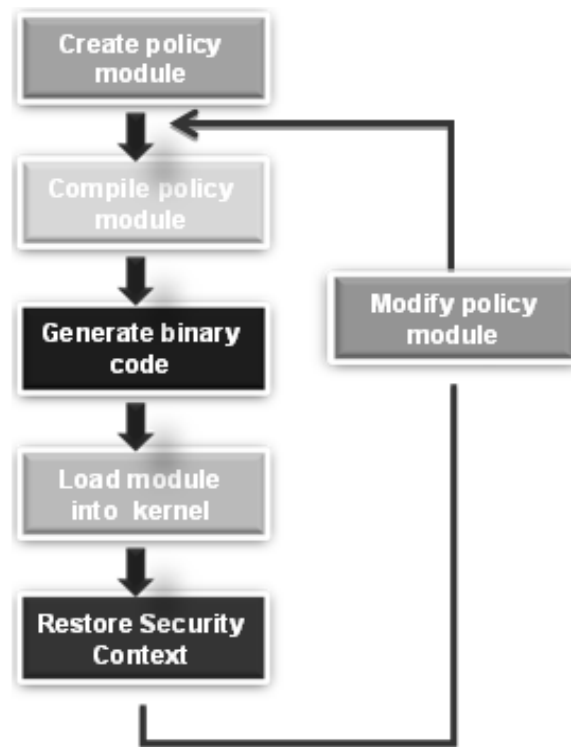 Create policy
module
Compile policy
module
Generate binary
code
Load module
into kernel
Restore Security
Context
Modify policy
module